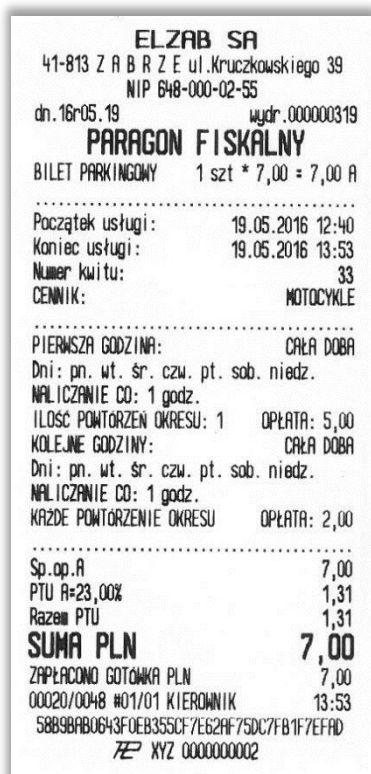 ELZAB SA
41-813 Z A B R Z E ul.Kruczkowskiego 39
NIP 648-000-02-55
dn.16r05.19 wydr.000000319
PARAGON FISKALNY
BILET PARKINGOWY 1 szt * 7,00 = 7,00 A
Początek usługi: 19.05.2016 12:40
Koniec usługi: 19.05.2016 13:53
Numer kwitu: 33
CENNIK: MOTOCYKLE
PIERWSZA GODZINA: CAŁA DOBA
Dni: pn. wt. śr. czw. pt. sob. niedz.
NALICZANIE CO: 1 godz.
ILOŚĆ POWTÓRZEŃ OKRESU: 1 OPŁATA: 5,00
KOLEJNE GODZINY: CAŁA DOBA
Dni: pn. wt. śr. czw. pt. sob. niedz.
NALICZANIE CO: 1 godz.
KAŻDE POWTÓRZENIE OKRESU OPŁATA: 2,00
Sp.op.A 7,00
PTU A=23,00% 1,31
Razem PTU 1,31
SUMA PLN 7,00
ZAPŁACONO GOTÓWKA PLN 7,00
00020/0048 #01/01 KIEROWNIK 13:53
58B9BAB0643F0EB355CF7E62AF75DC7FB1F7EFAD
XYZ 0000000002